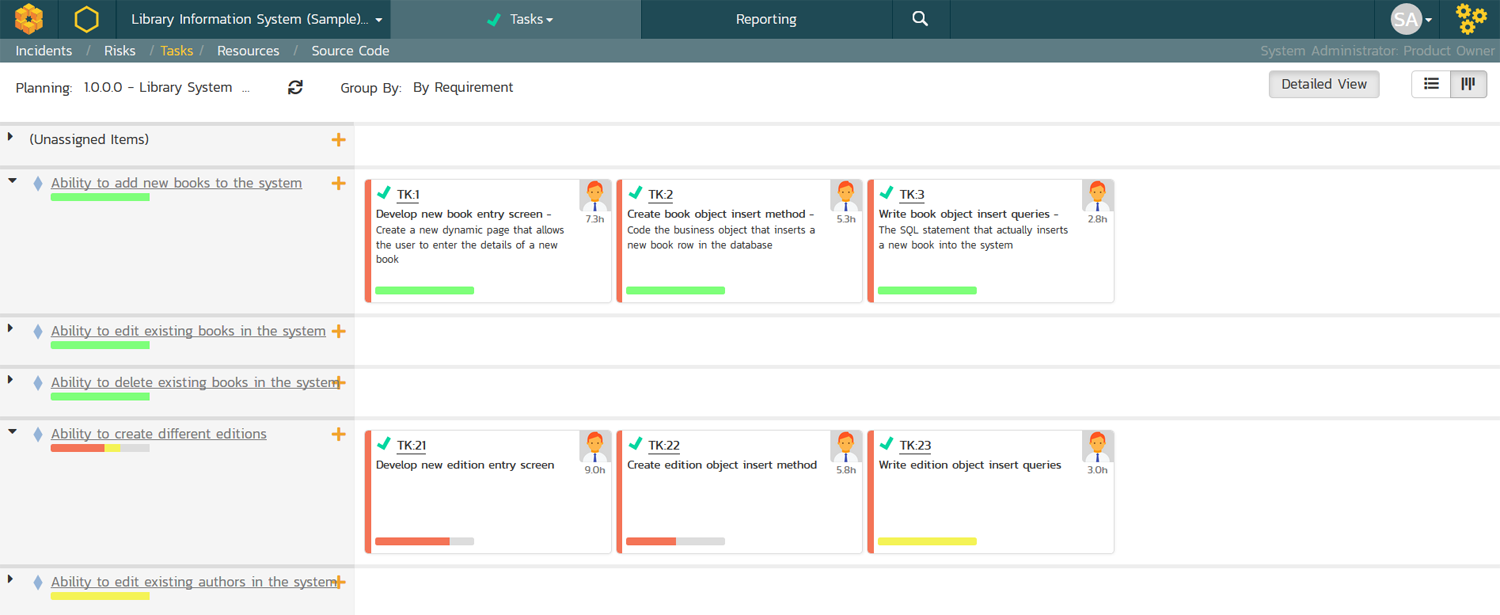 Library Information System (Sample)... Tasks Reporting SA
Incidents / Risks / Tasks / Resources / Source Code System Administrator: Product Owner
Planning: 1.0.0.0 - Library System ... Group By: By Requirement Detailed View
(Unassigned Items)
Ability to add new books to the system
TK:1
7.3h
Develop new book entry screen -
Create a new dynamic page that allows
the user to enter the details of a new
book
TK:2
5.3h
Create book object insert method -
Code the business object that inserts a
new book row in the database
TK:3
2.8h
Write book object insert queries -
The SQL statement that actually inserts
a new book into the system
Ability to edit existing books in the system
Ability to delete existing books in the system
Ability to create different editions
TK:21
Develop new edition entry screen
9.0h
TK:22
Create edition object insert method
5.8h
TK:23
Write edition object insert queries
3.0h
Ability to edit existing authors in the system